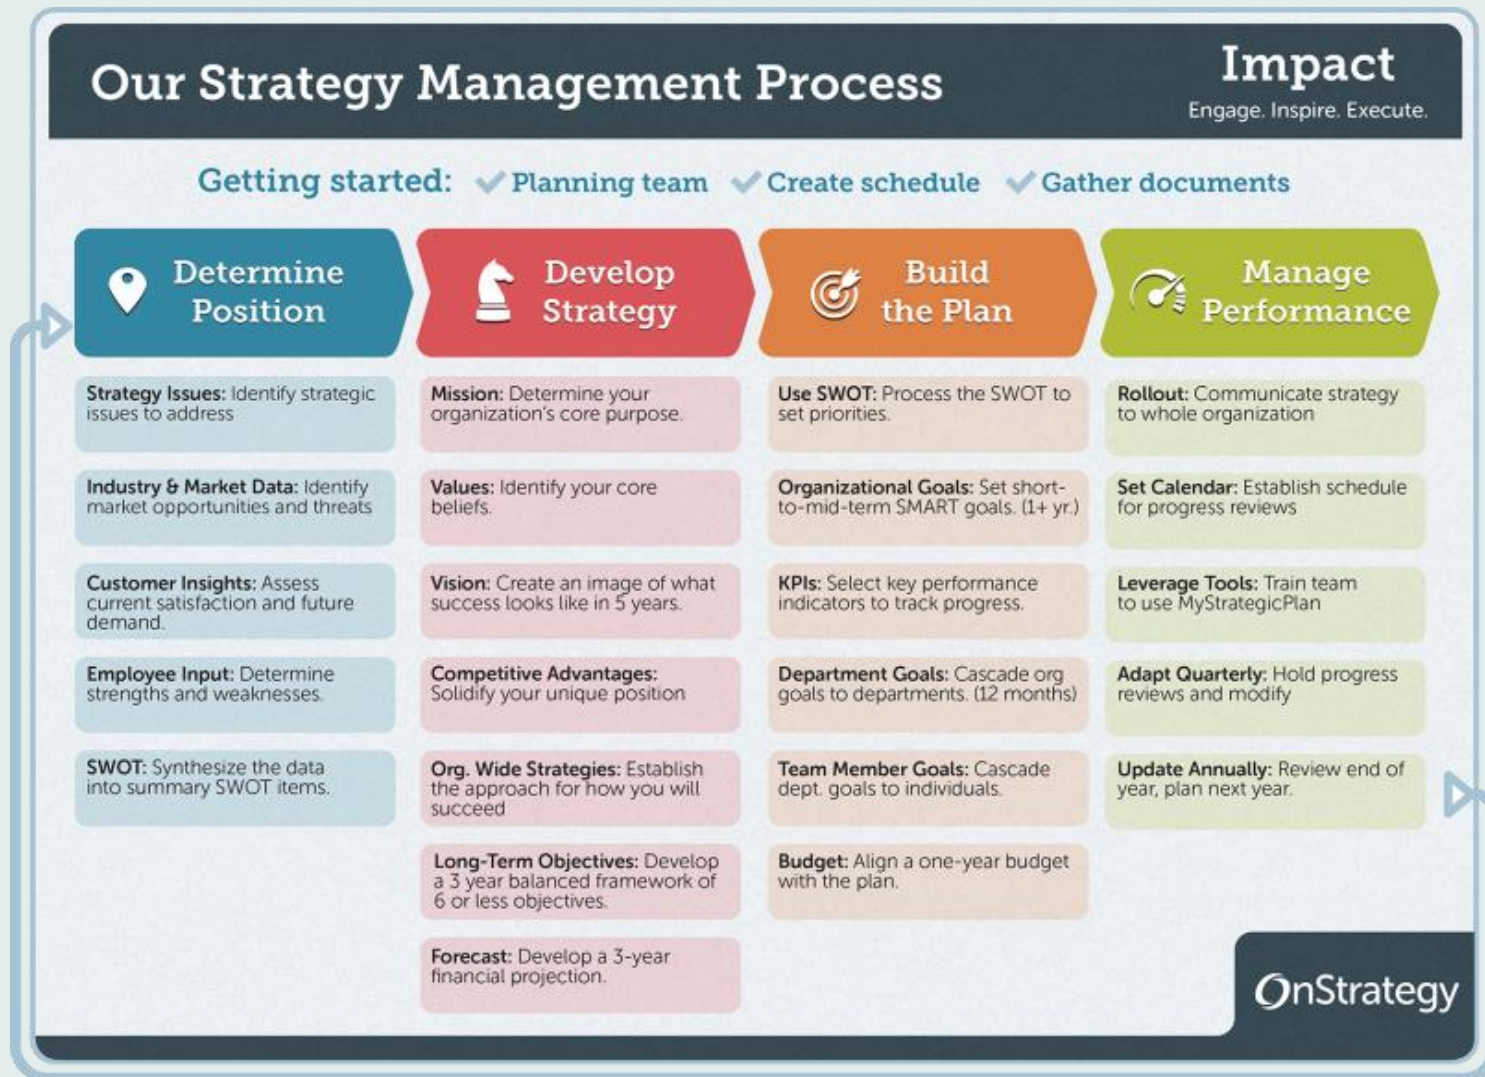 Our Strategy Management Process
Impact
Engage. Inspire. Execute.
Getting started: Planning team Create schedule Gather documents
Determine
Position
Strategy Issues: Identify strategic
issues to address
Industry & Market Data: Identify
market opportunities and threats
Customer Insights: Assess
current satisfaction and future
demand.
Employee Input: Determine
strengths and weaknesses.
SWOT: Synthesize the data
into summary SWOT items.
Develop
Strategy
Mission: Determine your
organization's core purpose.
Values: Identify your core
beliefs.
Vision: Create an image of what
success looks like in 5 years.
Competitive Advantages:
Solidify your unique position
Org. Wide Strategies: Establish
the approach for how you will
succeed
Long-Term Objectives: Develop
a 3 year balanced framework of
6 or less objectives.
Forecast: Develop a 3-year
financial projection.
Build
the Plan
Use SWOT: Process the SWOT to
set priorities.
Organizational Goals: Set short-
to-mid-term SMART goals. (1+ yr.)
KPIs: Select key performance
indicators to track progress.
Department Goals: Cascade org
goals to departments. (12 months)
Team Member Goals: Cascade
dept. goals to individuals.
Budget: Align a one-year budget
with the plan.
Manage
Performance
Rollout: Communicate strategy
to whole organization
Set Calendar: Establish schedule
for progress reviews
Leverage Tools: Train team
to use MyStrategicPlan
Adapt Quarterly: Hold progress
reviews and modify
Update Annually: Review end of
year, plan next year.
OnStrategy